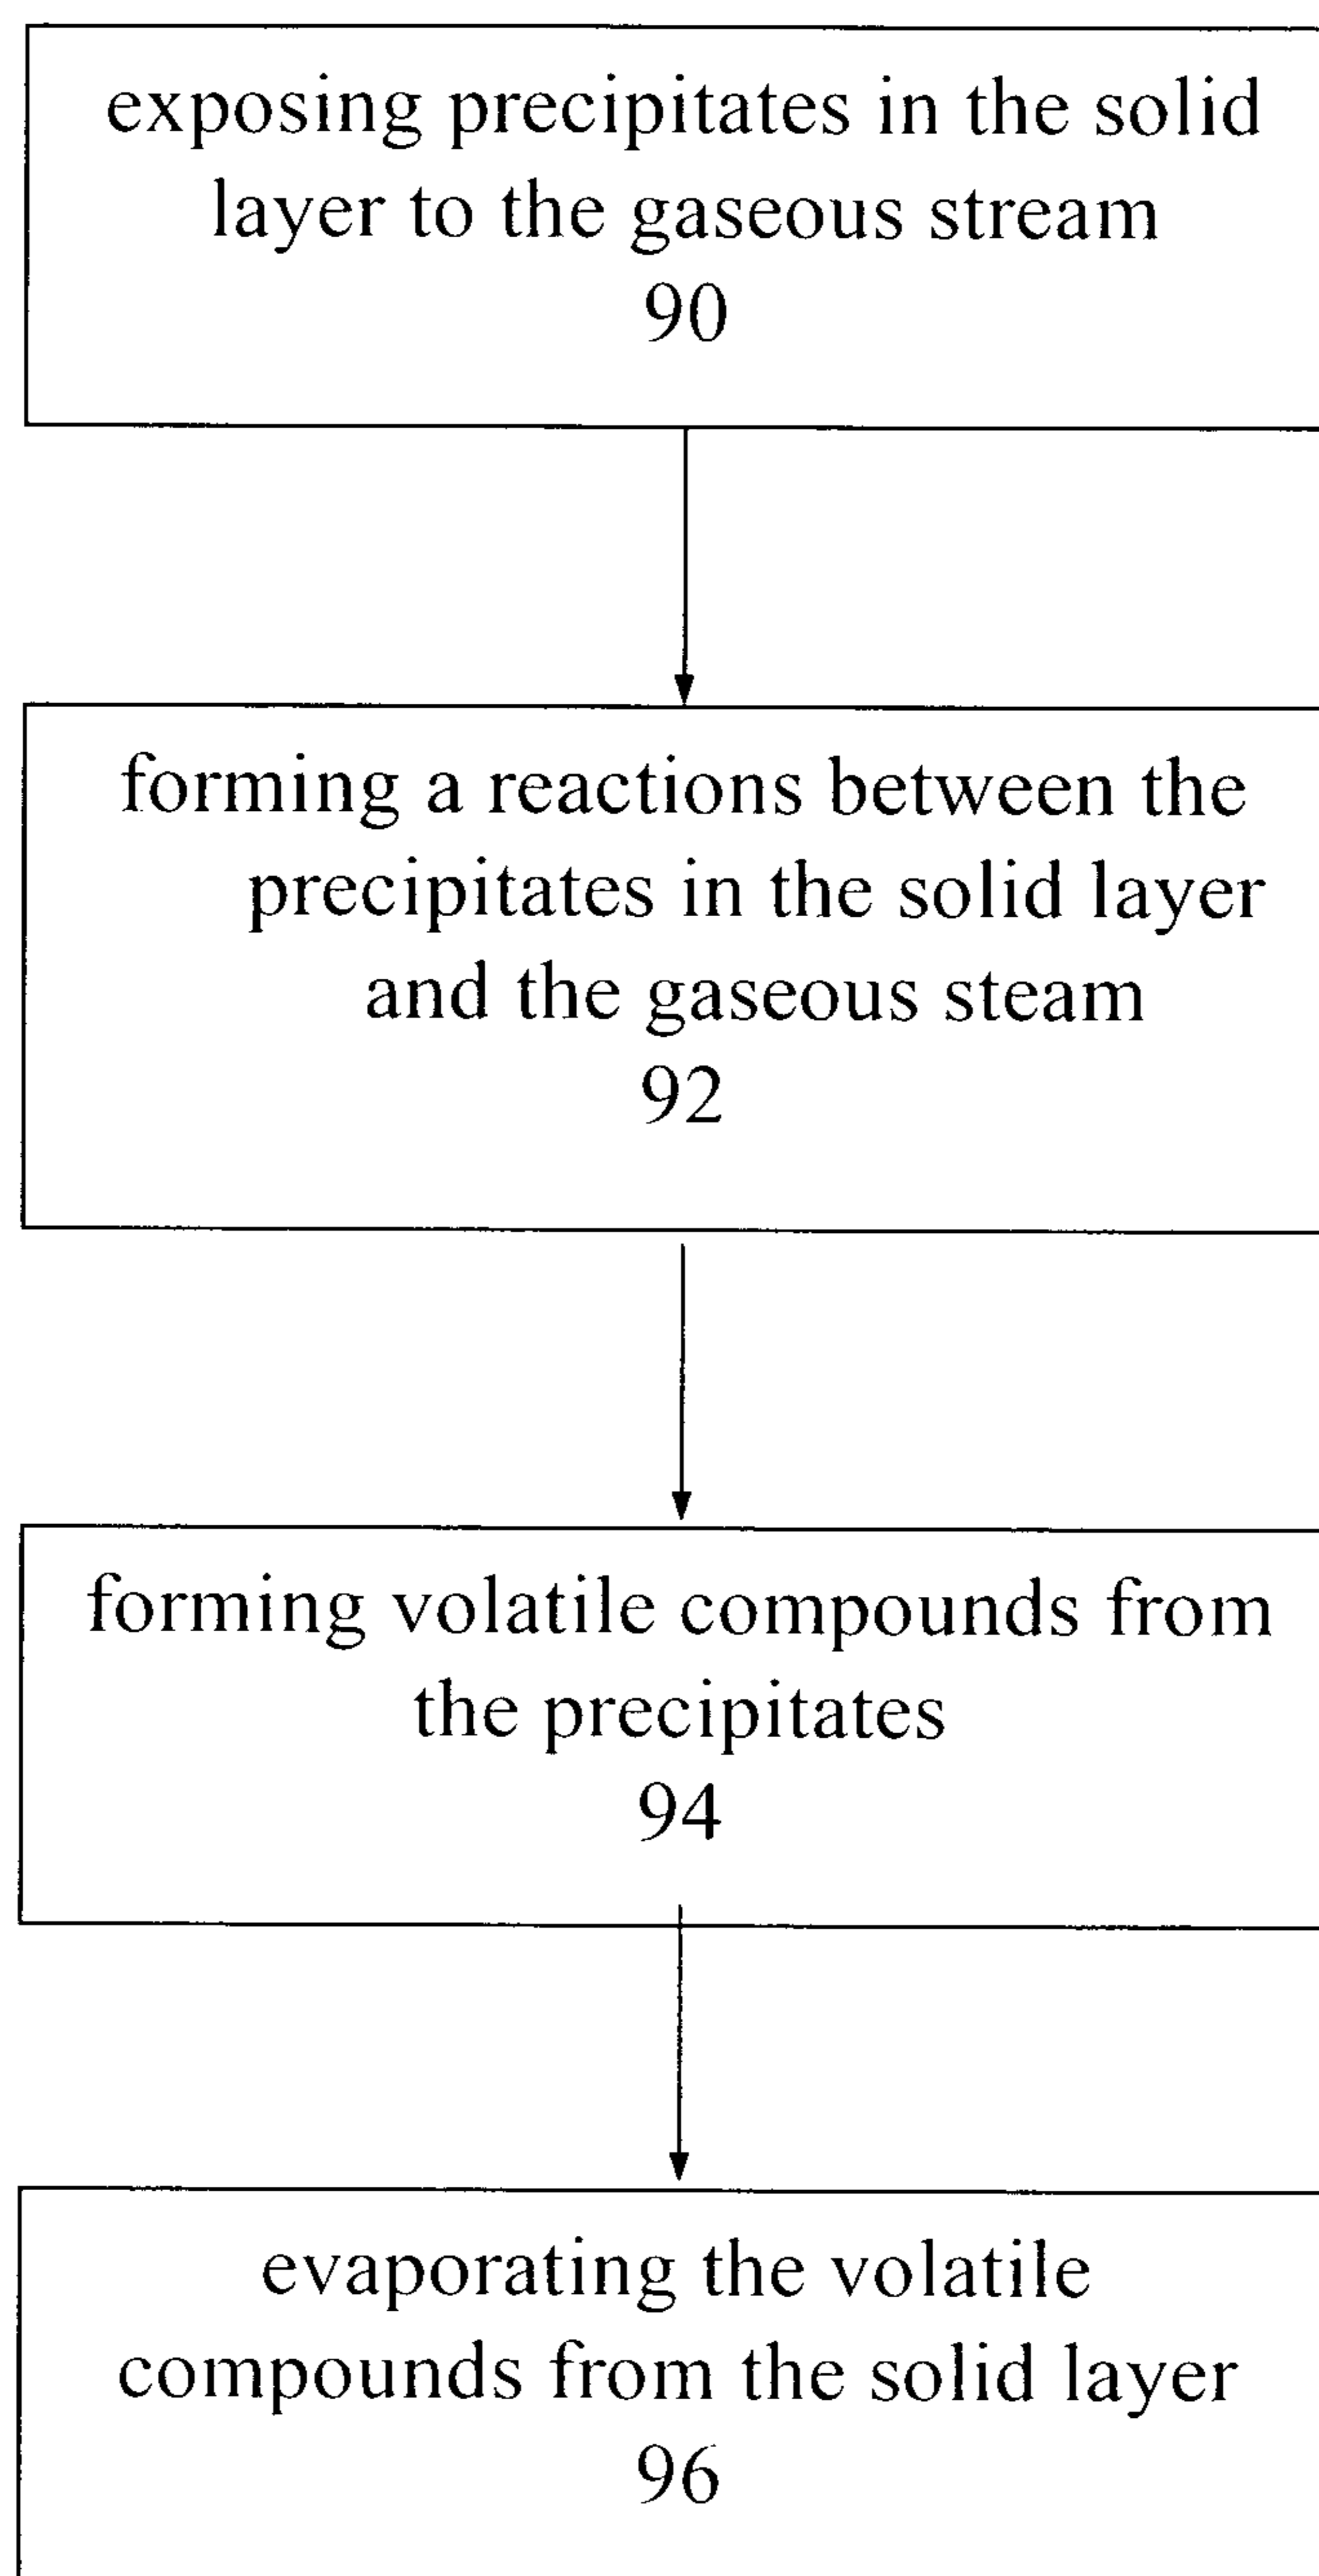 exposing precipitates in the solid
layer to the gaseous stream
90
forming a reactions between the
precipitates in the solid layer
and the gaseous steam
92
forming volatile compounds from
the precipitates
94
evaporating the volatile
compounds from the solid layer
96